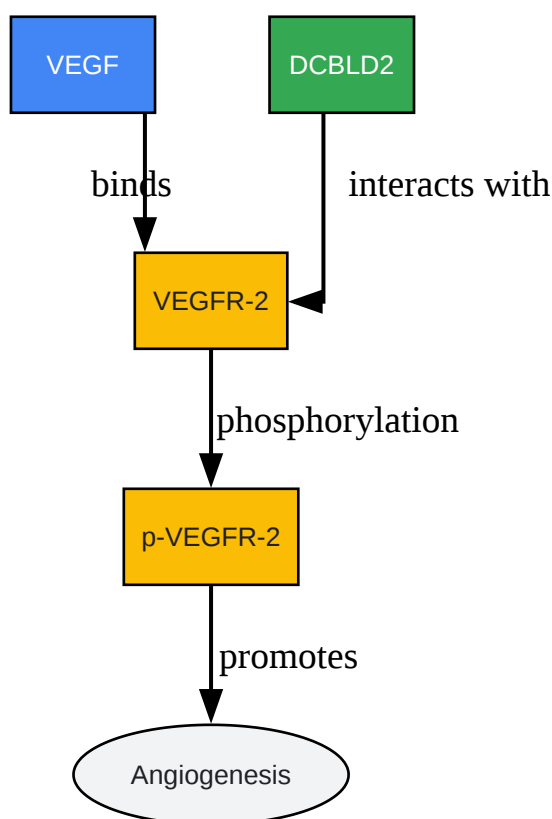 VEGF
DCBLD2
binds
interacts with
VEGFR-2
phosphorylation
p-VEGFR-2
promotes
Angiogenesis